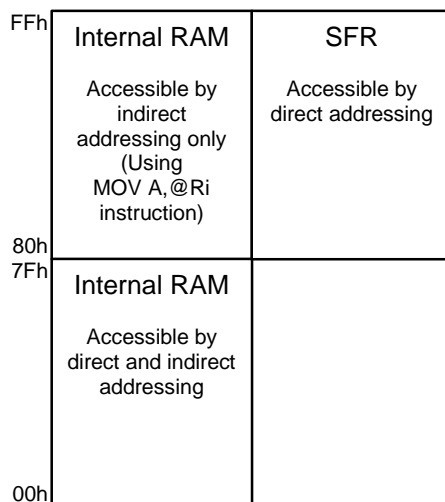 FFh
Internal RAM
Accessible by
indirect
addressing only
(Using
MOV A,@Ri
instruction)
SFR
Accessible by
direct addressing
80h
7Fh
Internal RAM
Accessible by
direct and indirect
addressing
00h